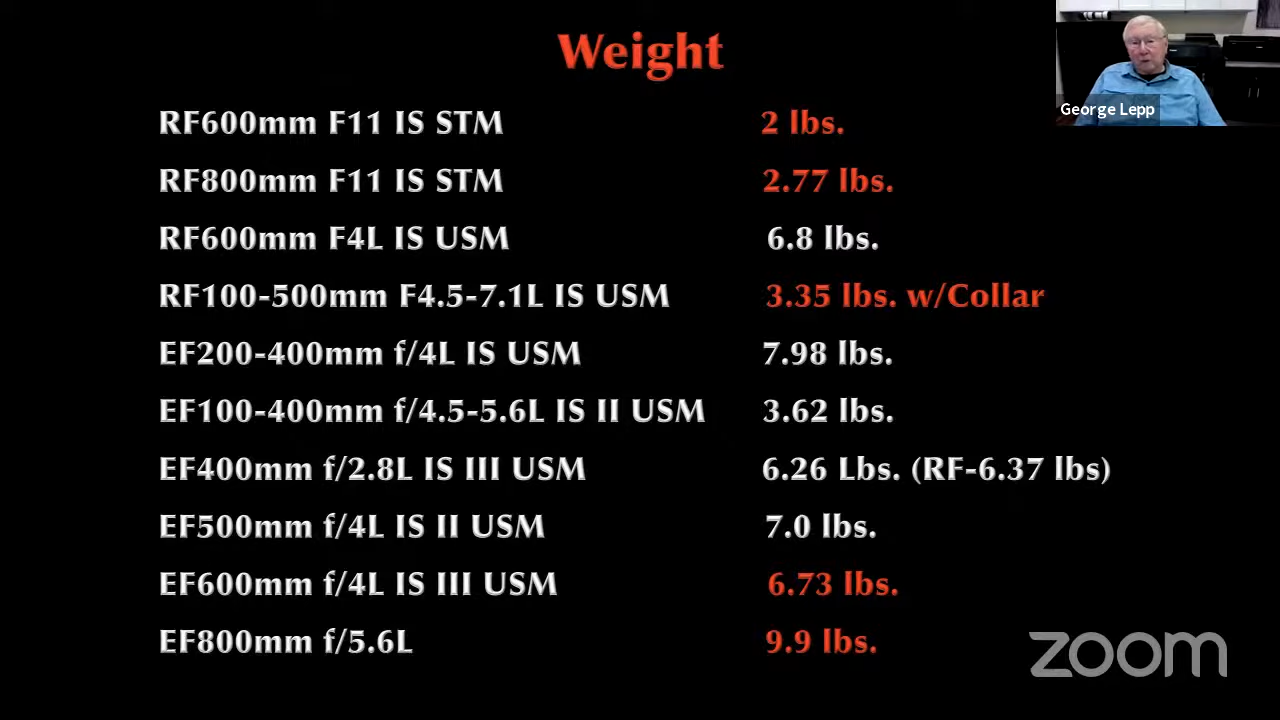 Weight
George Lepp
RF600mm F11 IS STM 2 lbs.
RF800mm F11 IS STM 2.77 lbs.
RF600mm F4L IS USM 6.8 lbs.
RF100-500mm F4.5-7.1L IS USM 3.35 lbs. w/Collar
EF200-400mm f/4L IS USM 7.98 lbs.
EF100-400mm f/4.5-5.6L IS II USM 3.62 lbs.
EF400mm f/2.8L IS III USM 6.26 Lbs. (RF-6.37 lbs)
EF500mm f/4L IS II USM 7.0 lbs.
EF600mm f/4L IS III USM 6.73 lbs.
EF800mm f/5.6L 9.9 lbs.
zoom